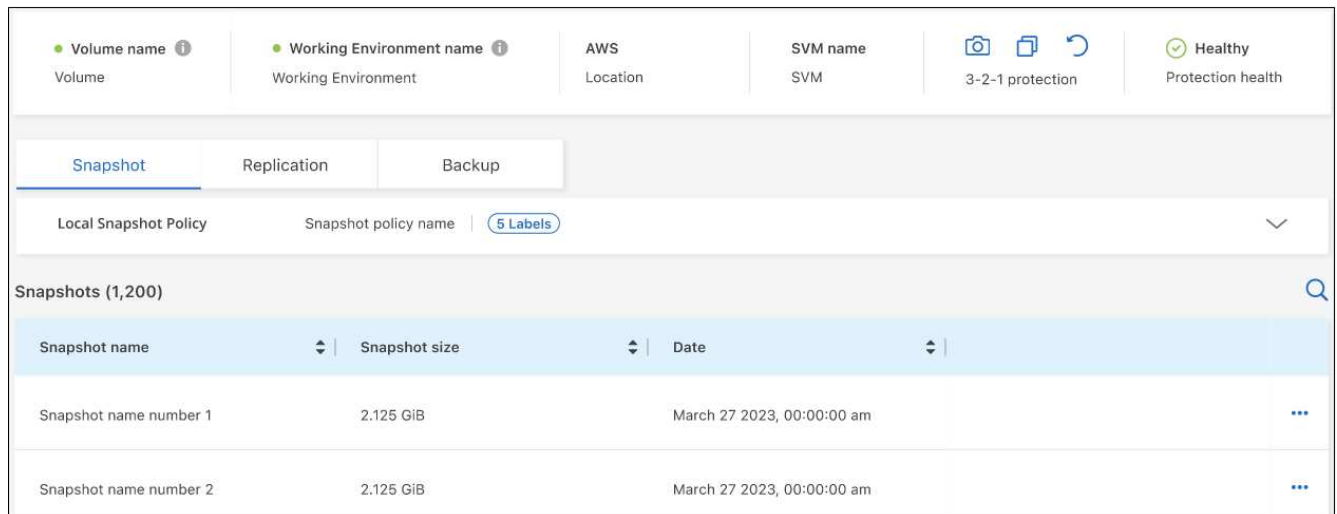 Volume name
Working Environment name
AWS
SVM name
Healthy
Volume
Working Environment
Location
SVM
3-2-1 protection
Protection health
Snapshot
Replication
Backup
Local Snapshot Policy
Snapshot policy name
5 Labels
Snapshots (1,200)
Snapshot name
Snapshot size
Date
Snapshot name number 1
2.125 GiB
March 27 2023, 00:00:00 am
Snapshot name number 2
2.125 GiB
March 27 2023, 00:00:00 am